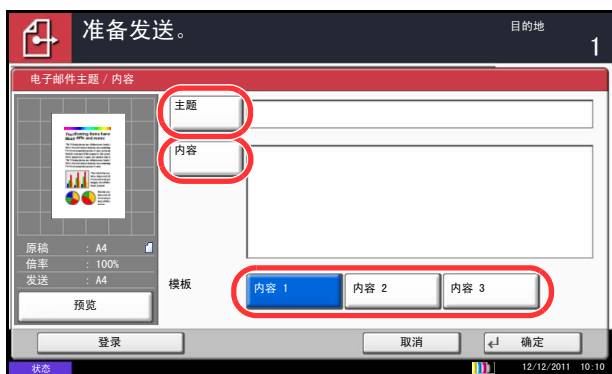 准备发送。
目的地
1
电子邮件主题 / 内容
主题
内容
原稿 : A4
倍率 : 100%
发送 : A4
预览
模板
内容 1
内容 2
内容 3
登录
取消
确定
状态
12/12/2011 10:10